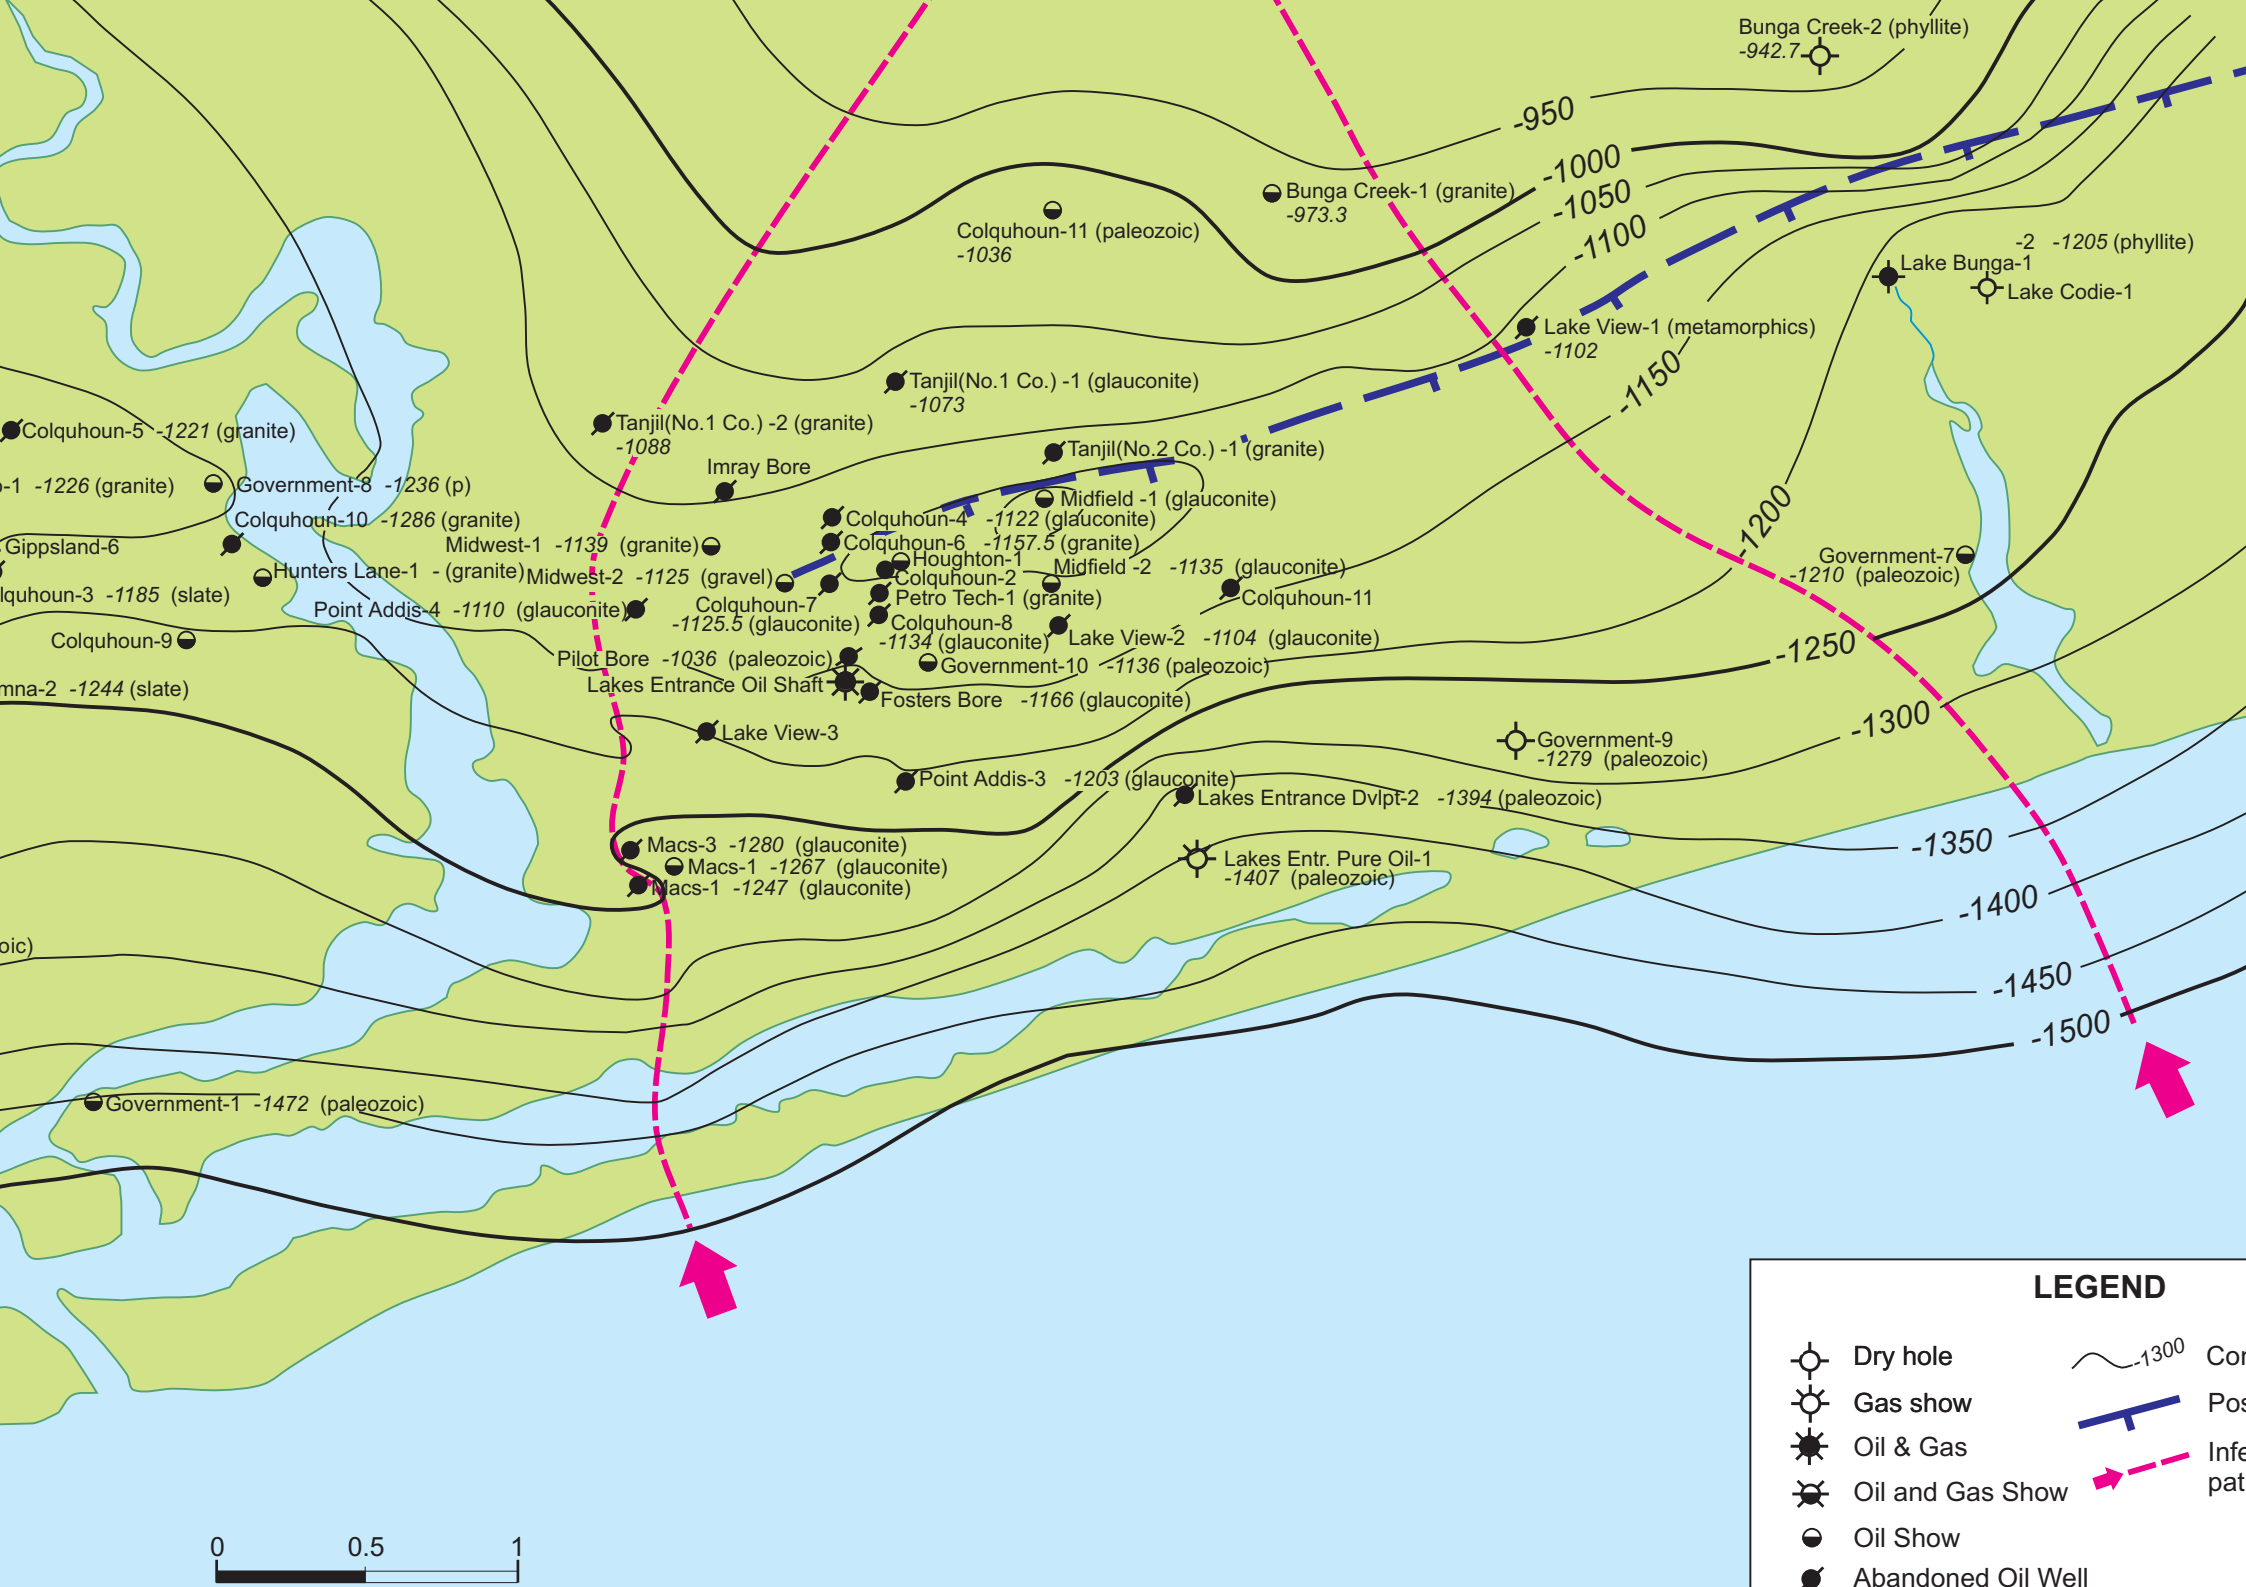 Bunga Creek-2 (phyllite)
-942.7
-950
-1000
-1050
-1100
Bunga Creek-1 (granite)
-973.3
Colquhoun-11 (paleozoic)
-1036
-2 -1205 (phyllite)
Lake Bunga-1
Lake Codie-1
Lake View-1 (metamorphics)
-1102
-1150
Tanjil(No.1 Co.) -1 (glauconite)
-1073
Tanjil(No.1 Co.) -2 (granite)
-1088
Colquhoun-5 -1221 (granite)
Tanjil(No.2 Co.) -1 (granite)
Imray Bore
-1 -1226 (granite)
Government-8 -1236 (p)
Midfield -1 (glauconite)
-1200
Colquhoun-10 -1286 (granite)
Colquhoun-4 -1122 (glauconite)
Gippsland-6
Midwest-1 -1139 (granite)
Colquhoun-6 -1157.5 (granite)
Houghton-1
Government-7
-1210 (paleozoic)
Hunters Lane-1 - (granite)
Midwest-2 -1125 (gravel)
Colquhoun-2
Midfield -2 -1135 (glauconite)
lquhoun-3 -1185 (slate)
Petro Tech-1 (granite)
Colquhoun-11
Point Addis-4 -1110 (glauconite)
Colquhoun-7
-1125.5 (glauconite)
Colquhoun-8
-1134 (glauconite)
Colquhoun-9
Lake View-2 -1104 (glauconite)
-1250
Pilot Bore -1036 (paleozoic)
Government-10 -1136 (paleozoic)
mna-2 -1244 (slate)
Lakes Entrance Oil Shaft
Fosters Bore -1166 (glauconite)
-1300
Lake View-3
Government-9
-1279 (paleozoic)
Point Addis-3 -1203 (glauconite)
Lakes Entrance Dvlpt-2 -1394 (paleozoic)
-1350
Macs-3 -1280 (glauconite)
Macs-1 -1267 (glauconite)
Macs-1 -1247 (glauconite)
Lakes Entr. Pure Oil-1
-1407 (paleozoic)
-1400
oic)
-1450
-1500
Government-1 -1472 (paleozoic)
LEGEND
Dry hole
-1300
Con
Gas show
Pos
Oil & Gas
Infe
pat
Oil and Gas Show
Oil Show
Abandoned Oil Well
0 0.5 1